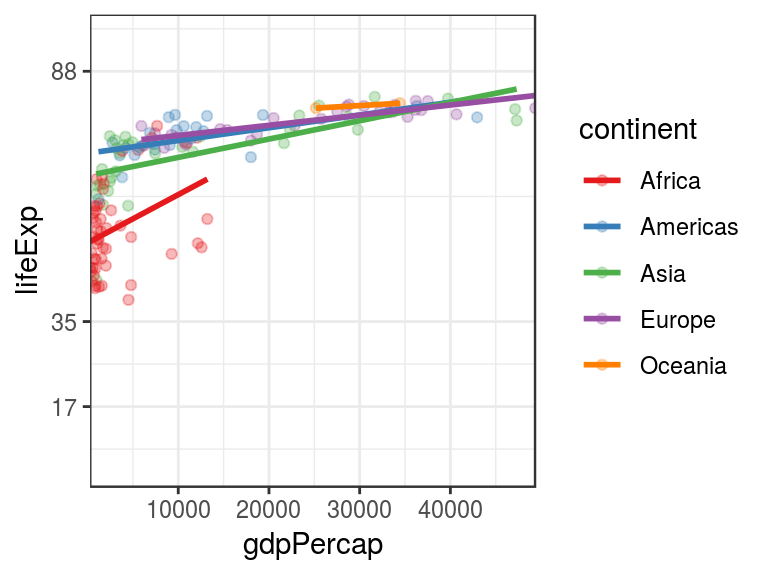 88
35
17
lifeExp
10000 20000 30000 40000
gdpPercap
continent
Africa
Americas
Asia
Europe
Oceania